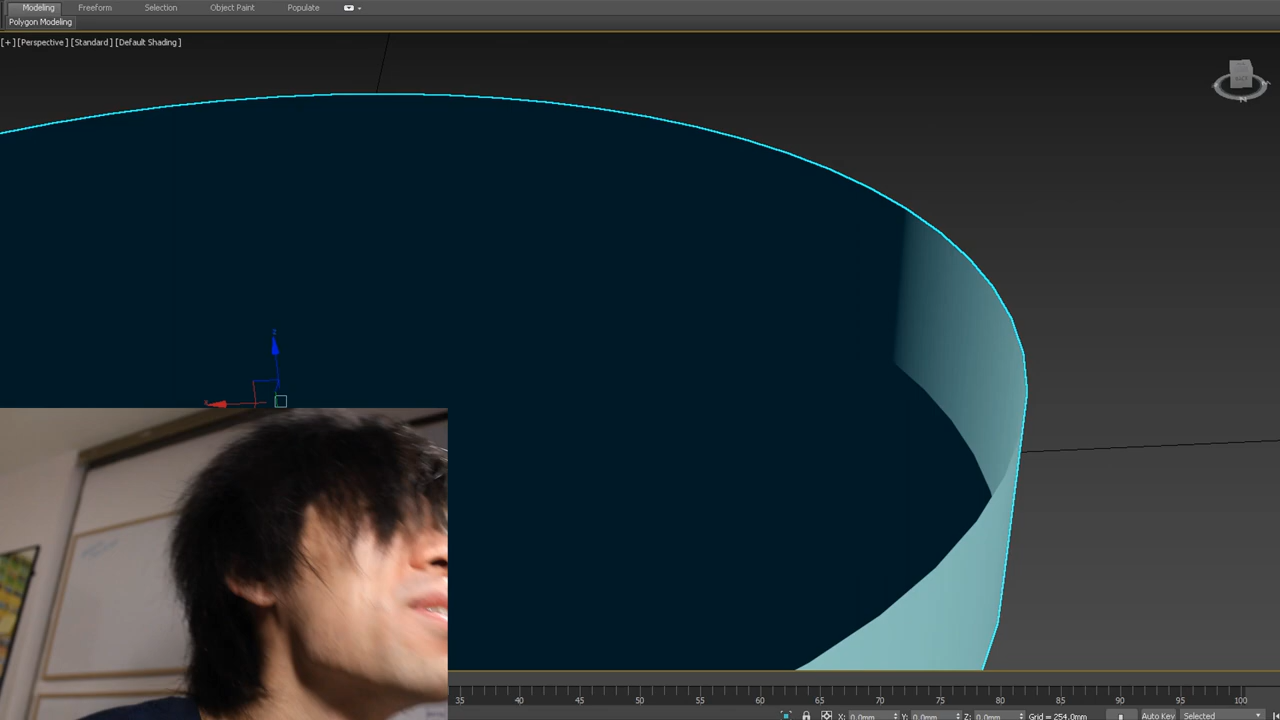 Modeling Freeform Selection Object Paint Populate
Polygon Modeling
[+] [Perspective] [Standard] [Default Shading]
z
x
N
35 40 45 50 55 60 65 70 75 80 85 90 95 100
X: 0.0mm Y: 0.0mm Z: 0.0mm Grid = 254.0mm Auto Key Selected